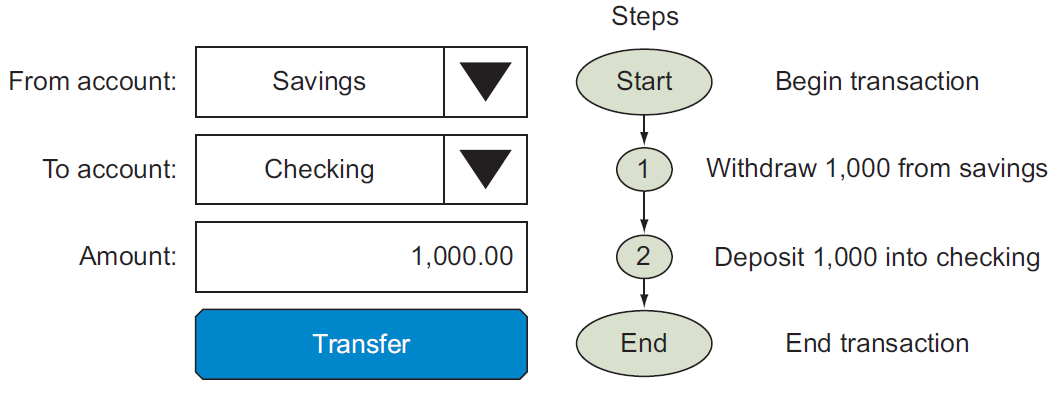 Steps
From account:
Savings
Start
Begin transaction
To account:
Checking
1
Withdraw 1,000 from savings
Amount:
1,000.00
2
Deposit 1,000 into checking
Transfer
End
End transaction